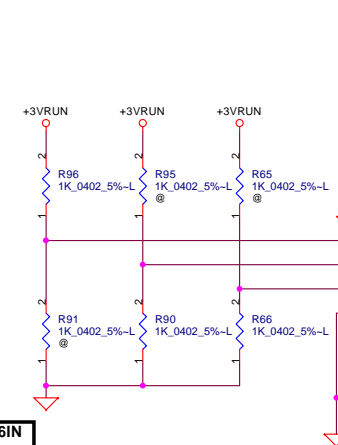 +3VRUN +3VRUN +3VRUN
2 2 2
R96 R95 R65
1K_0402_5%~L 1K_0402_5%~L 1K_0402_5%~L
@ @
1 1 1
2 2 2
R91 R90 R66
1K_0402_5%~L 1K_0402_5%~L 1K_0402_5%~L
@
1 1 1
6IN